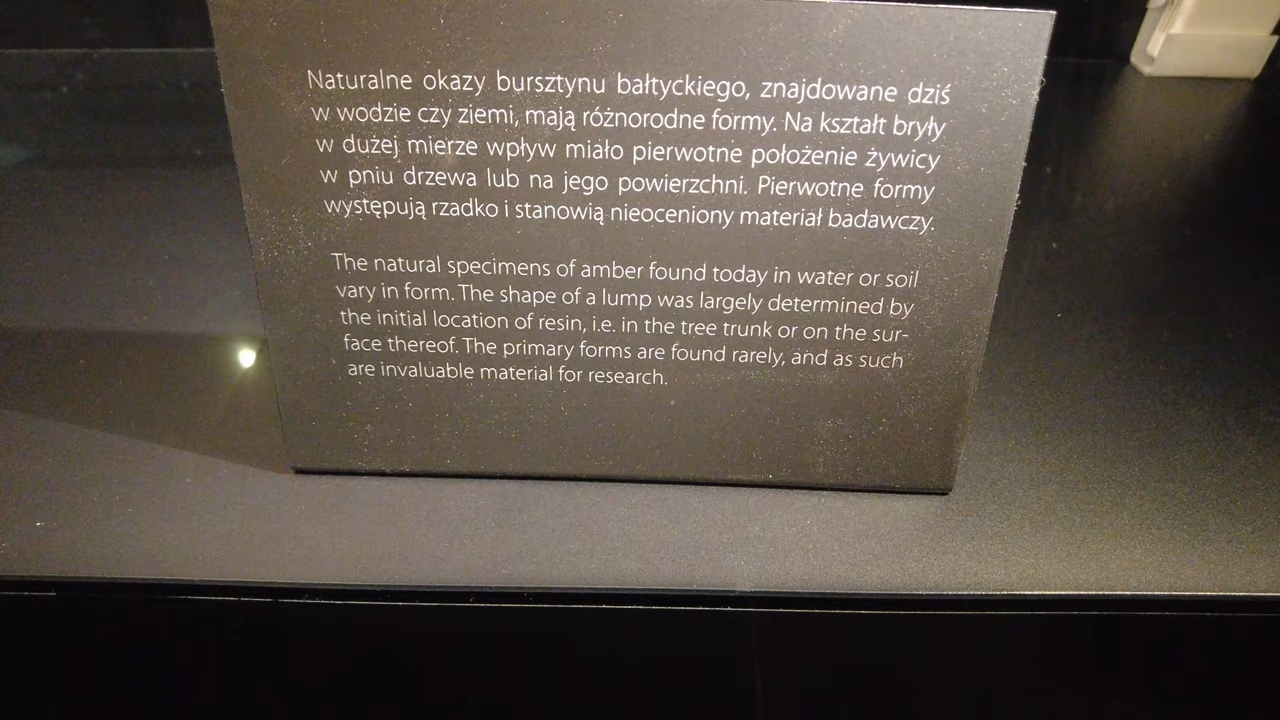 Naturalne okazy bursztynu bałtyckiego, znajdowane dziś
w wodzie czy ziemi, mają różnorodne formy. Na kształt bryły
w dużej mierze wpływ miało pierwotne położenie żywicy
w pniu drzewa lub na jego powierzchni. Pierwotne formy
występują rzadko i stanowią nieoceniony materiał badawczy.
The natural specimens of amber found today in water or soil
vary in form. The shape of a lump was largely determined by
the initial location of resin, i.e. in the tree trunk or on the sur-
face thereof. The primary forms are found rarely, and as such
are invaluable material for research.